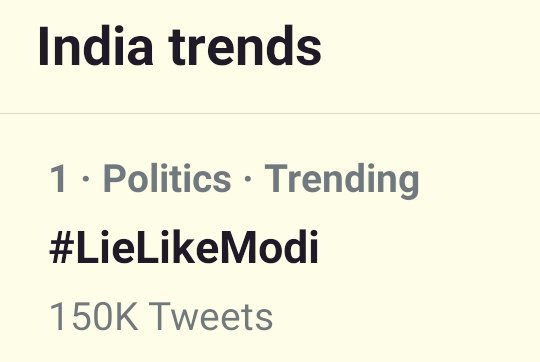 India trends
1 · Politics · Trending
#LieLikeModi
150K Tweets